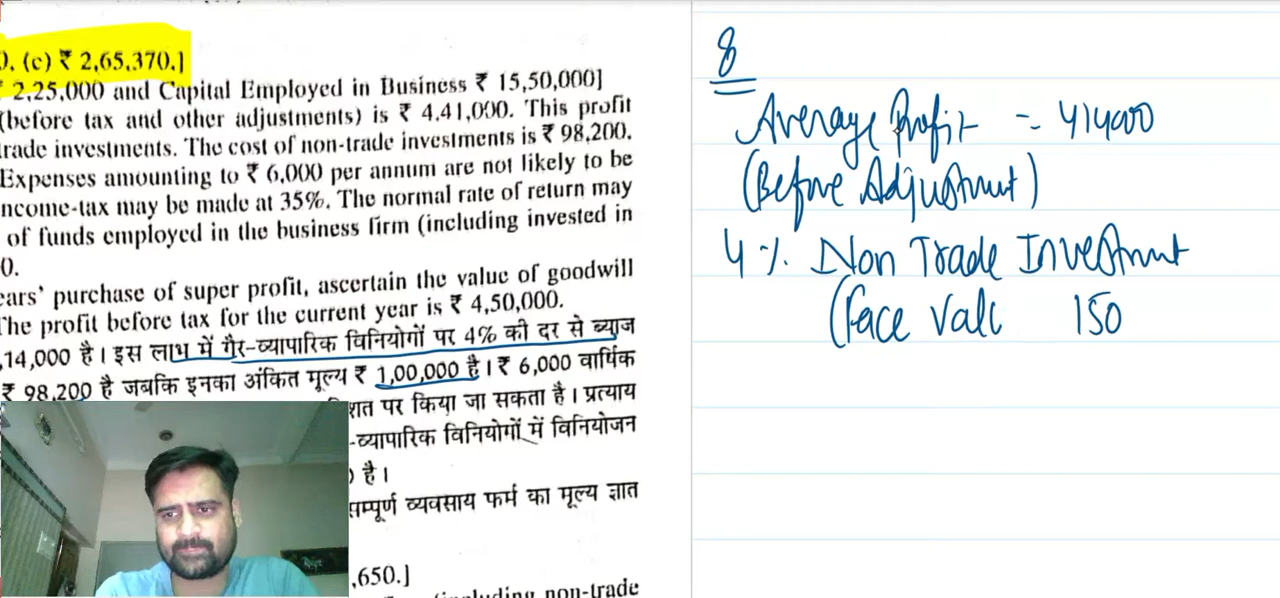 0, (c) ₹ 2,65,370.]
₹ 2,25,000 and Capital Employed in Business ₹ 15,50,000]
(before tax and other adjustments) is ₹ 4,41,000. This profit
trade investments. The cost of non-trade investments is ₹ 98,200.
Expenses amounting to ₹ 6,000 per annum are not likely to be
ncome-tax may be made at 35%. The normal rate of return may
of funds employed in the business firm (including invested in
0.
ears' purchase of super profit, ascertain the value of goodwill
The profit before tax for the current year is ₹ 4,50,000.
,14,000 है। इस लाभ में गैर-व्यापारिक विनियोगों पर 4% की दर से ब्याज
₹ 98,200 है जबकि इनका अंकित मूल्य ₹ 1,00,000 है। ₹ 6,000 वार्षिक
शत पर किया जा सकता है। प्रत्याय
-व्यापारिक विनियोगों में विनियोजन
) है।
सम्पूर्ण व्यवसाय फर्म का मूल्य ज्ञात
,650.]
(including non-trade
8
Average Profit = 414000
(Before Adjustment)
4% Non Trade Investment
(Face Valu 150